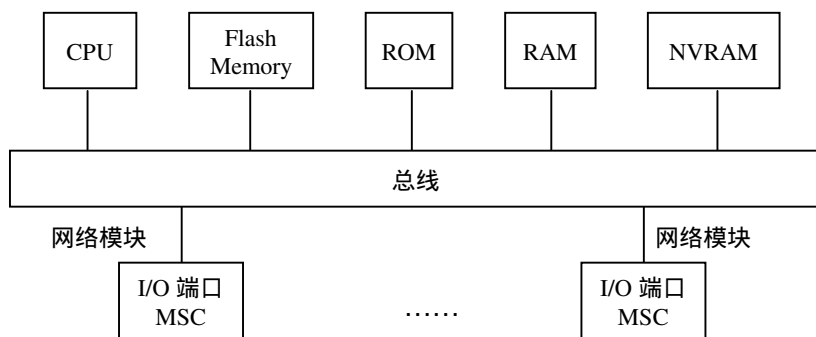 CPU
Flash
Memory
ROM
RAM
NVRAM
总线
网络模块
网络模块
I/O 端口
MSC
……
I/O 端口
MSC